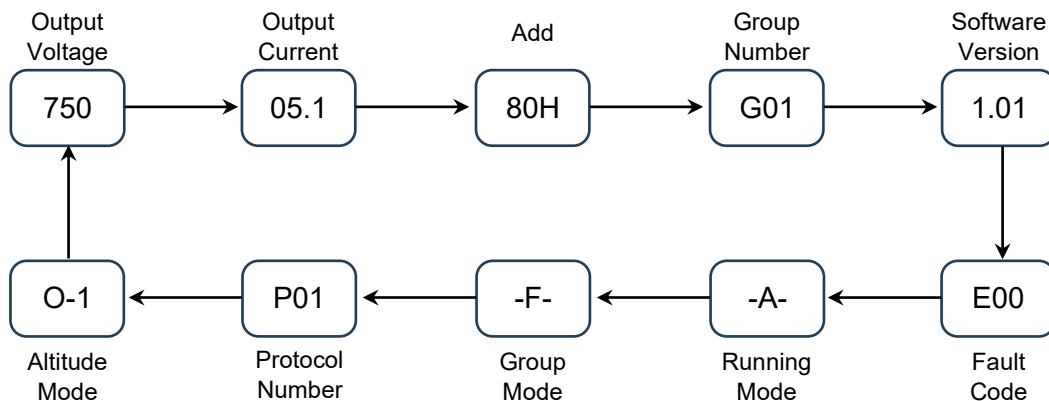 Output
Voltage
Output
Current
Add
Group
Number
Software
Version
750
05.1
80H
G01
1.01
O-1
P01
-F-
-A-
E00
Altitude
Mode
Protocol
Number
Group
Mode
Running
Mode
Fault
Code